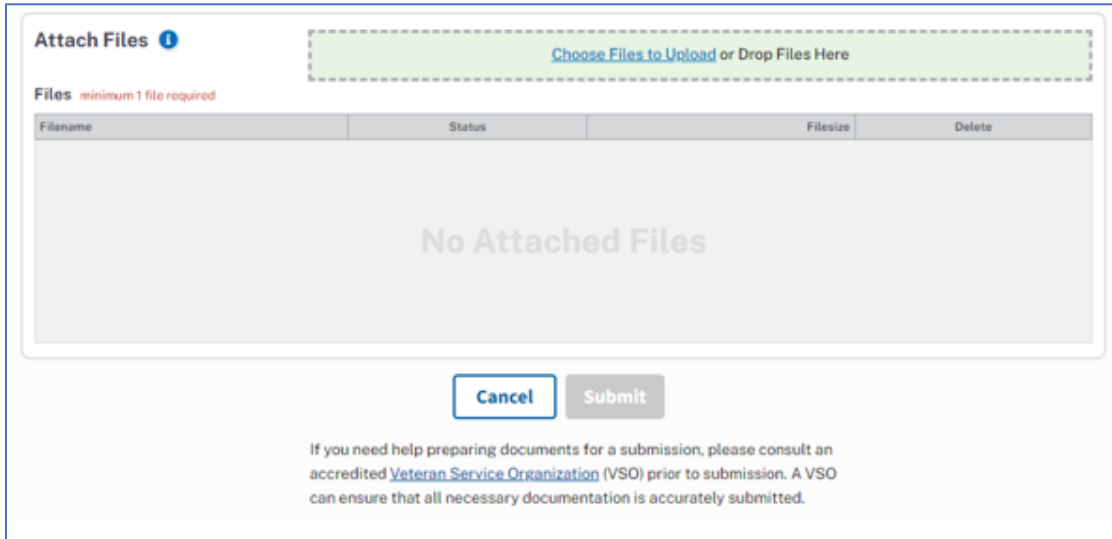 Attach Files
Choose Files to Upload or Drop Files Here
Files minimum 1 file required
Filename Status Filesize Delete
No Attached Files
Cancel Submit
If you need help preparing documents for a submission, please consult an
accredited Veteran Service Organization (VSO) prior to submission. A VSO
can ensure that all necessary documentation is accurately submitted.